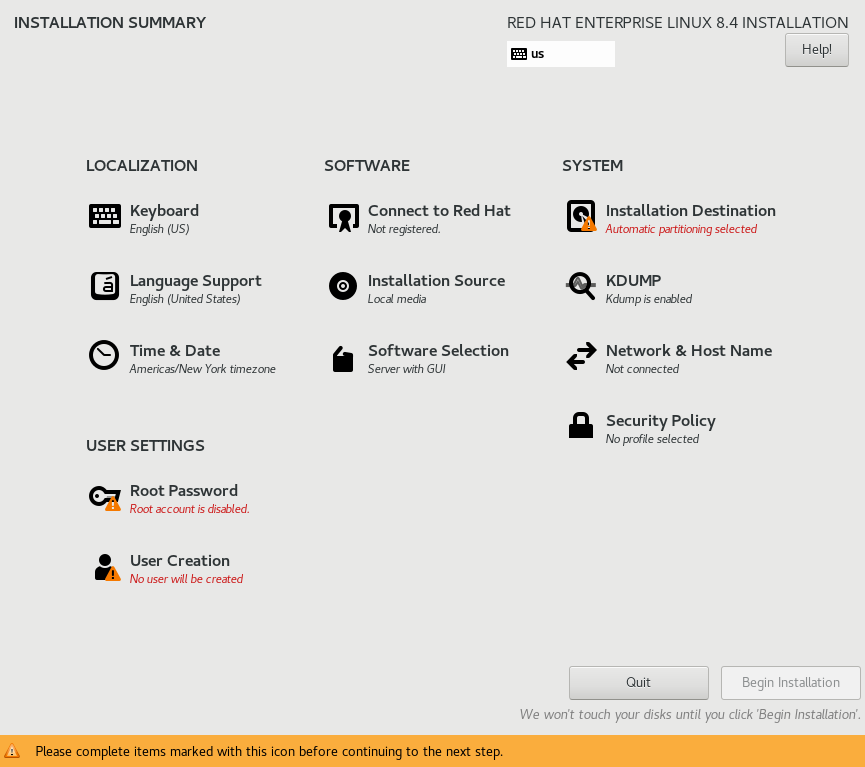 INSTALLATION SUMMARY
RED HAT ENTERPRISE LINUX 8.4 INSTALLATION
us
Help!
LOCALIZATION
Keyboard
English (US)
Language Support
English (United States)
Time & Date
Americas/New York timezone
SOFTWARE
Connect to Red Hat
Not registered.
Installation Source
Local media
Software Selection
Server with GUI
SYSTEM
Installation Destination
Automatic partitioning selected
KDUMP
Kdump is enabled
Network & Host Name
Not connected
Security Policy
No profile selected
USER SETTINGS
Root Password
Root account is disabled.
User Creation
No user will be created
Quit
Begin Installation
We won't touch your disks until you click 'Begin Installation'.
Please complete items marked with this icon before continuing to the next step.